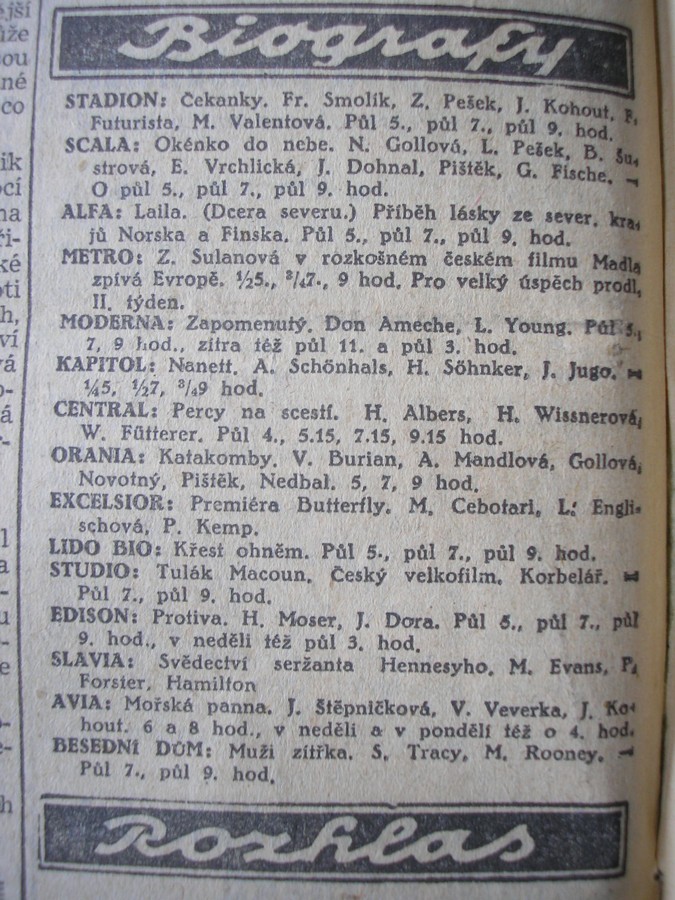 Biografy
STADION: Čekanky. Fr. Smolík, Z. Pešek, J. Kohout, F.
Futurista, M. Valentová. Půl 5., půl 7., půl 9. hod.
SCALA: Okénko do nebe. N. Gollová, L. Pešek, B. Šu-
strová, E. Vrchlická, J. Dohnal, Pištěk, G. Fische. —
O půl 5., půl 7., půl 9. hod.
ALFA: Laila. (Dcera severu.) Příběh lásky ze sever. kra-
jů Norska a Finska. Půl 5., půl 7., půl 9. hod.
METRO: Z. Sulanová v rozkošném českém filmu Madla
zpívá Evropě. ½5., ¾7., 9 hod. Pro velký úspěch prodl.
II. týden.
MODERNA: Zapomenutý. Don Ameche, L. Young. Půl 5.,
7, 9 hod., zítra též půl 11. a půl 3. hod.
KAPITOL: Nanett. A. Schönhals, H. Söhnker, J. Jugo. —
¼5, ½7, ¾9 hod.
CENTRAL: Percy na scestí. H. Albers, H. Wissnerová,
W. Fütterer. Půl 4., 5.15, 7.15, 9.15 hod.
ORANIA: Katakomby. V. Burian, A. Mandlová, Gollová,
Novotný, Pištěk, Nedbal. 5, 7, 9 hod.
EXCELSIOR: Premiéra Butterfly. M. Cebotari, L. Engli-
schová, P. Kemp.
LIDO BIO: Křest ohněm. Půl 5., půl 7., půl 9. hod.
STUDIO: Tulák Macoun. Český velkofilm. Korbelář. —
Půl 7., půl 9. hod.
EDISON: Protiva. H. Moser, J. Dora. Půl 5., půl 7., půl
9. hod., v neděli též půl 3. hod.
SLAVIA: Svědectví seržanta Hennesyho. M. Evans, P.
Forster, Hamilton
AVIA: Mořská panna. J. Štěpničková, V. Veverka, J. Ko-
hout. 6 a 8 hod., v neděli a v pondělí též o 4. hod.
BESEDNÍ DŮM: Muži zítřka. S. Tracy, M. Rooney. —
Půl 7., půl 9. hod.
Rozhlas